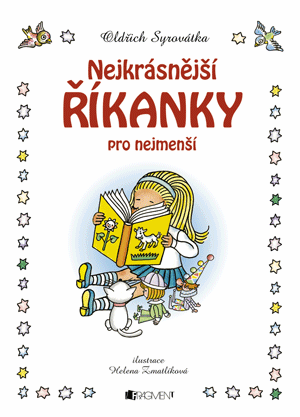 Oldřich Syrovátka
Nejkrásnější
ŘÍKANKY
pro nejmenší
ilustrace
Helena Zmatlíková
FRAGMENT